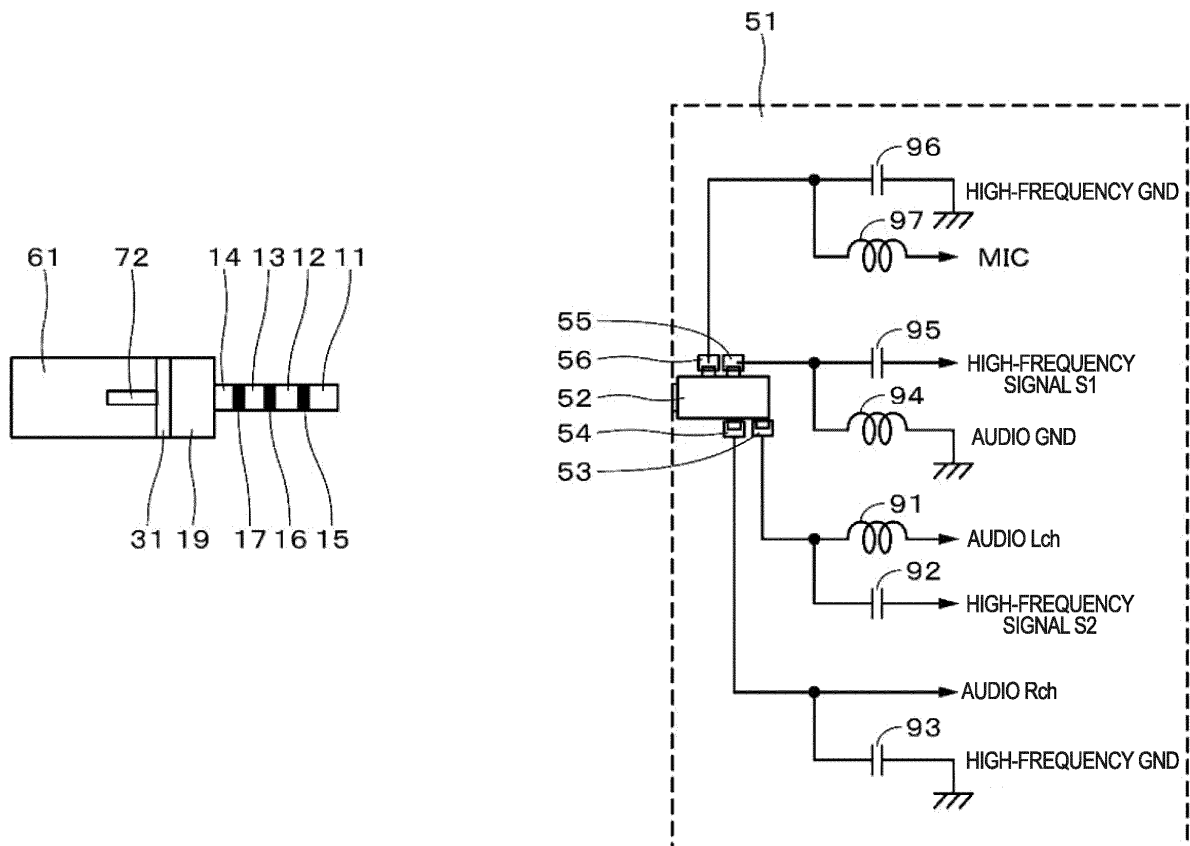 51
96
HIGH-FREQUENCY GND
97
MIC
61
72
14
13
12
11
55
56
52
54
53
95
HIGH-FREQUENCY
SIGNAL S1
94
AUDIO GND
31
19
17
16
15
91
AUDIO Lch
92
HIGH-FREQUENCY
SIGNAL S2
AUDIO Rch
93
HIGH-FREQUENCY GND